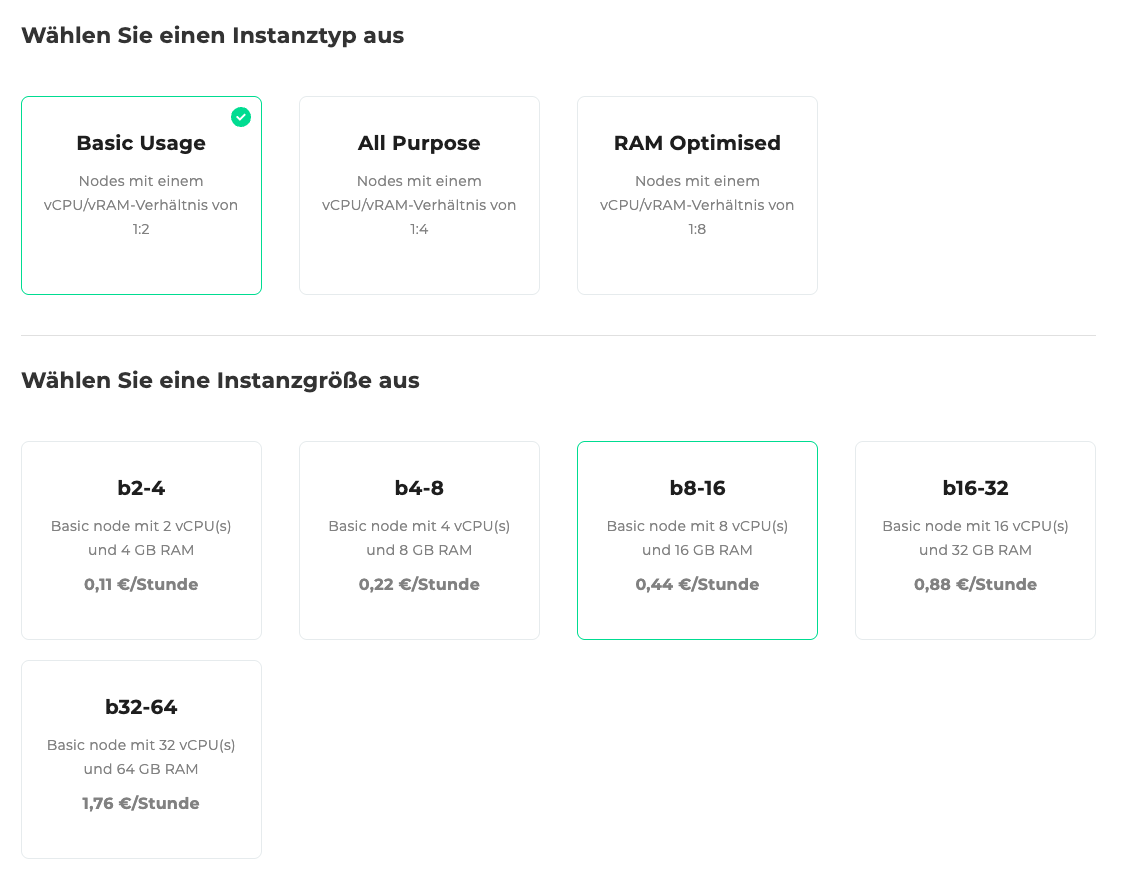 Wählen Sie einen Instanztyp aus
Basic Usage
Nodes mit einem
vCPU/vRAM-Verhältnis von
1:2
All Purpose
Nodes mit einem
vCPU/vRAM-Verhältnis von
1:4
RAM Optimised
Nodes mit einem
vCPU/vRAM-Verhältnis von
1:8
Wählen Sie eine Instanzgröße aus
b2-4
Basic node mit 2 vCPU(s)
und 4 GB RAM
0,11 €/Stunde
b4-8
Basic node mit 4 vCPU(s)
und 8 GB RAM
0,22 €/Stunde
b8-16
Basic node mit 8 vCPU(s)
und 16 GB RAM
0,44 €/Stunde
b16-32
Basic node mit 16 vCPU(s)
und 32 GB RAM
0,88 €/Stunde
b32-64
Basic node mit 32 vCPU(s)
und 64 GB RAM
1,76 €/Stunde